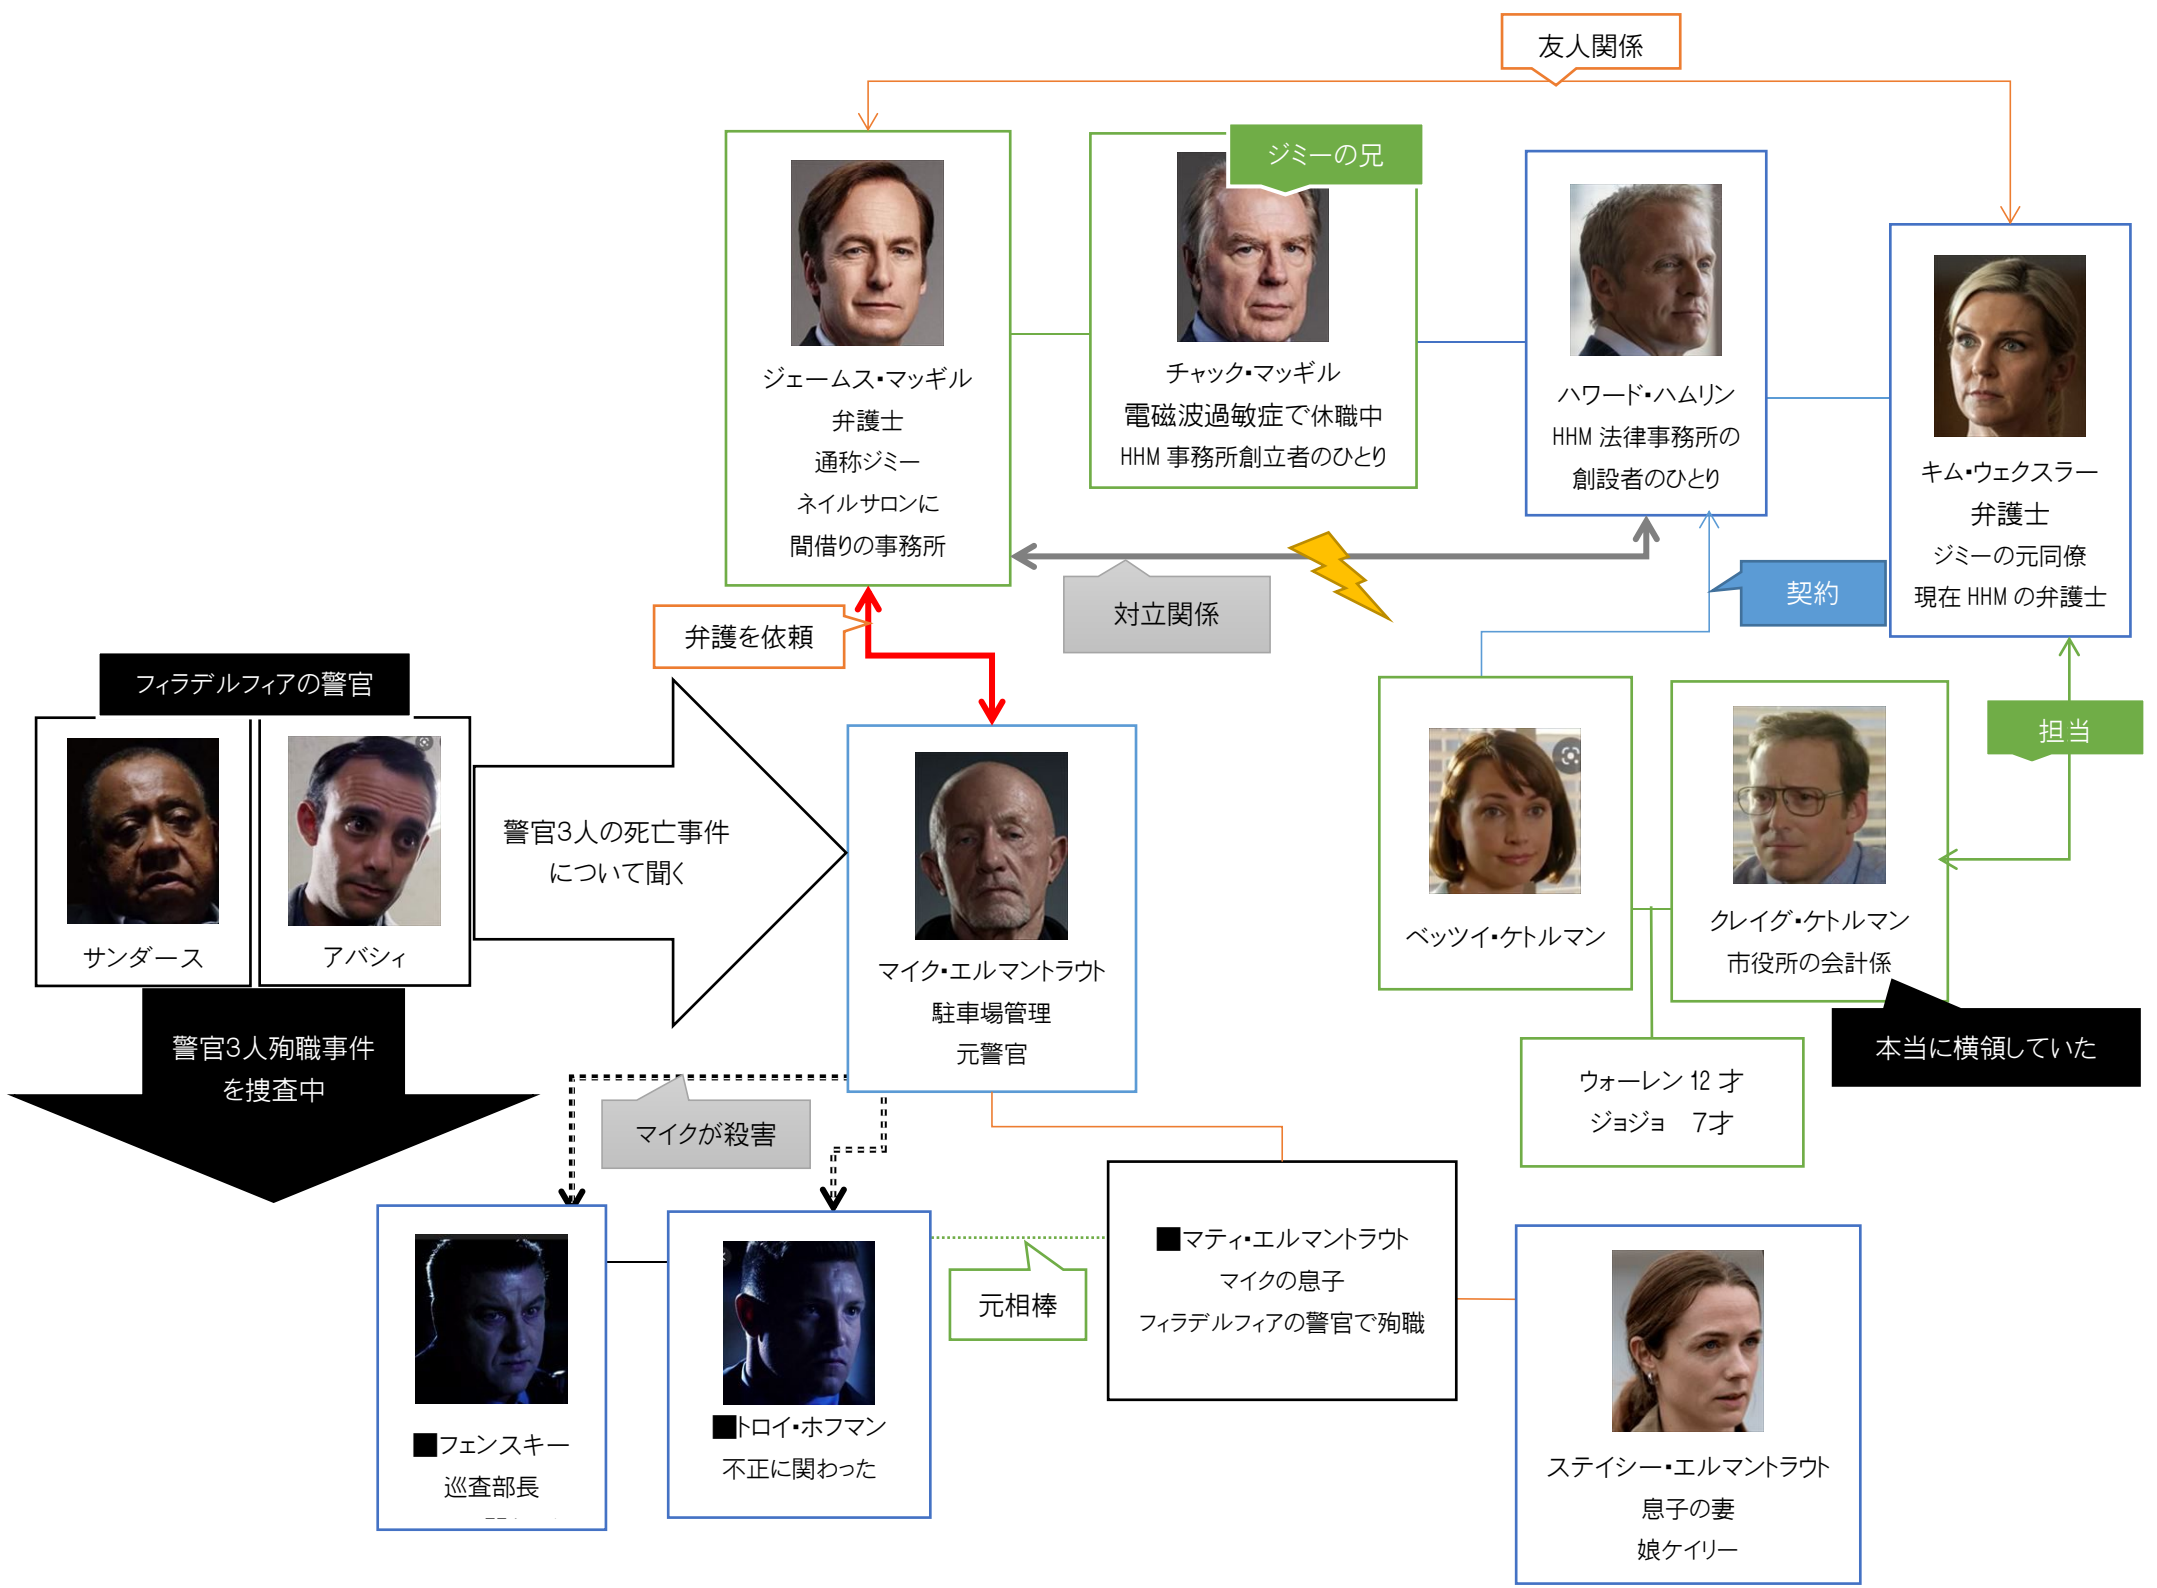 友人関係
ジミーの兄
ジェームス・マッギル
弁護士
通称ジミー
ネイルサロンに
間借りの事務所
チャック・マッギル
電磁波過敏症で休職中
HHM 事務所創立者のひとり
ハワード・ハムリン
HHM 法律事務所の
創設者のひとり
キム・ウェクスラー
弁護士
ジミーの元同僚
現在 HHM の弁護士
対立関係
契約
弁護を依頼
担当
フィラデルフィアの警官
サンダース
アバシィ
警官3人の死亡事件
について聞く
警官3人殉職事件
を捜査中
マイク・エルマントラウト
駐車場管理
元警官
ベッツイ・ケトルマン
クレイグ・ケトルマン
市役所の会計係
本当に横領していた
ウォーレン 12 才
ジョジョ　7才
マイクが殺害
■フェンスキー
巡査部長
■トロイ・ホフマン
不正に関わった
元相棒
■マティ・エルマントラウト
マイクの息子
フィラデルフィアの警官で殉職
ステイシー・エルマントラウト
息子の妻
娘ケイリー